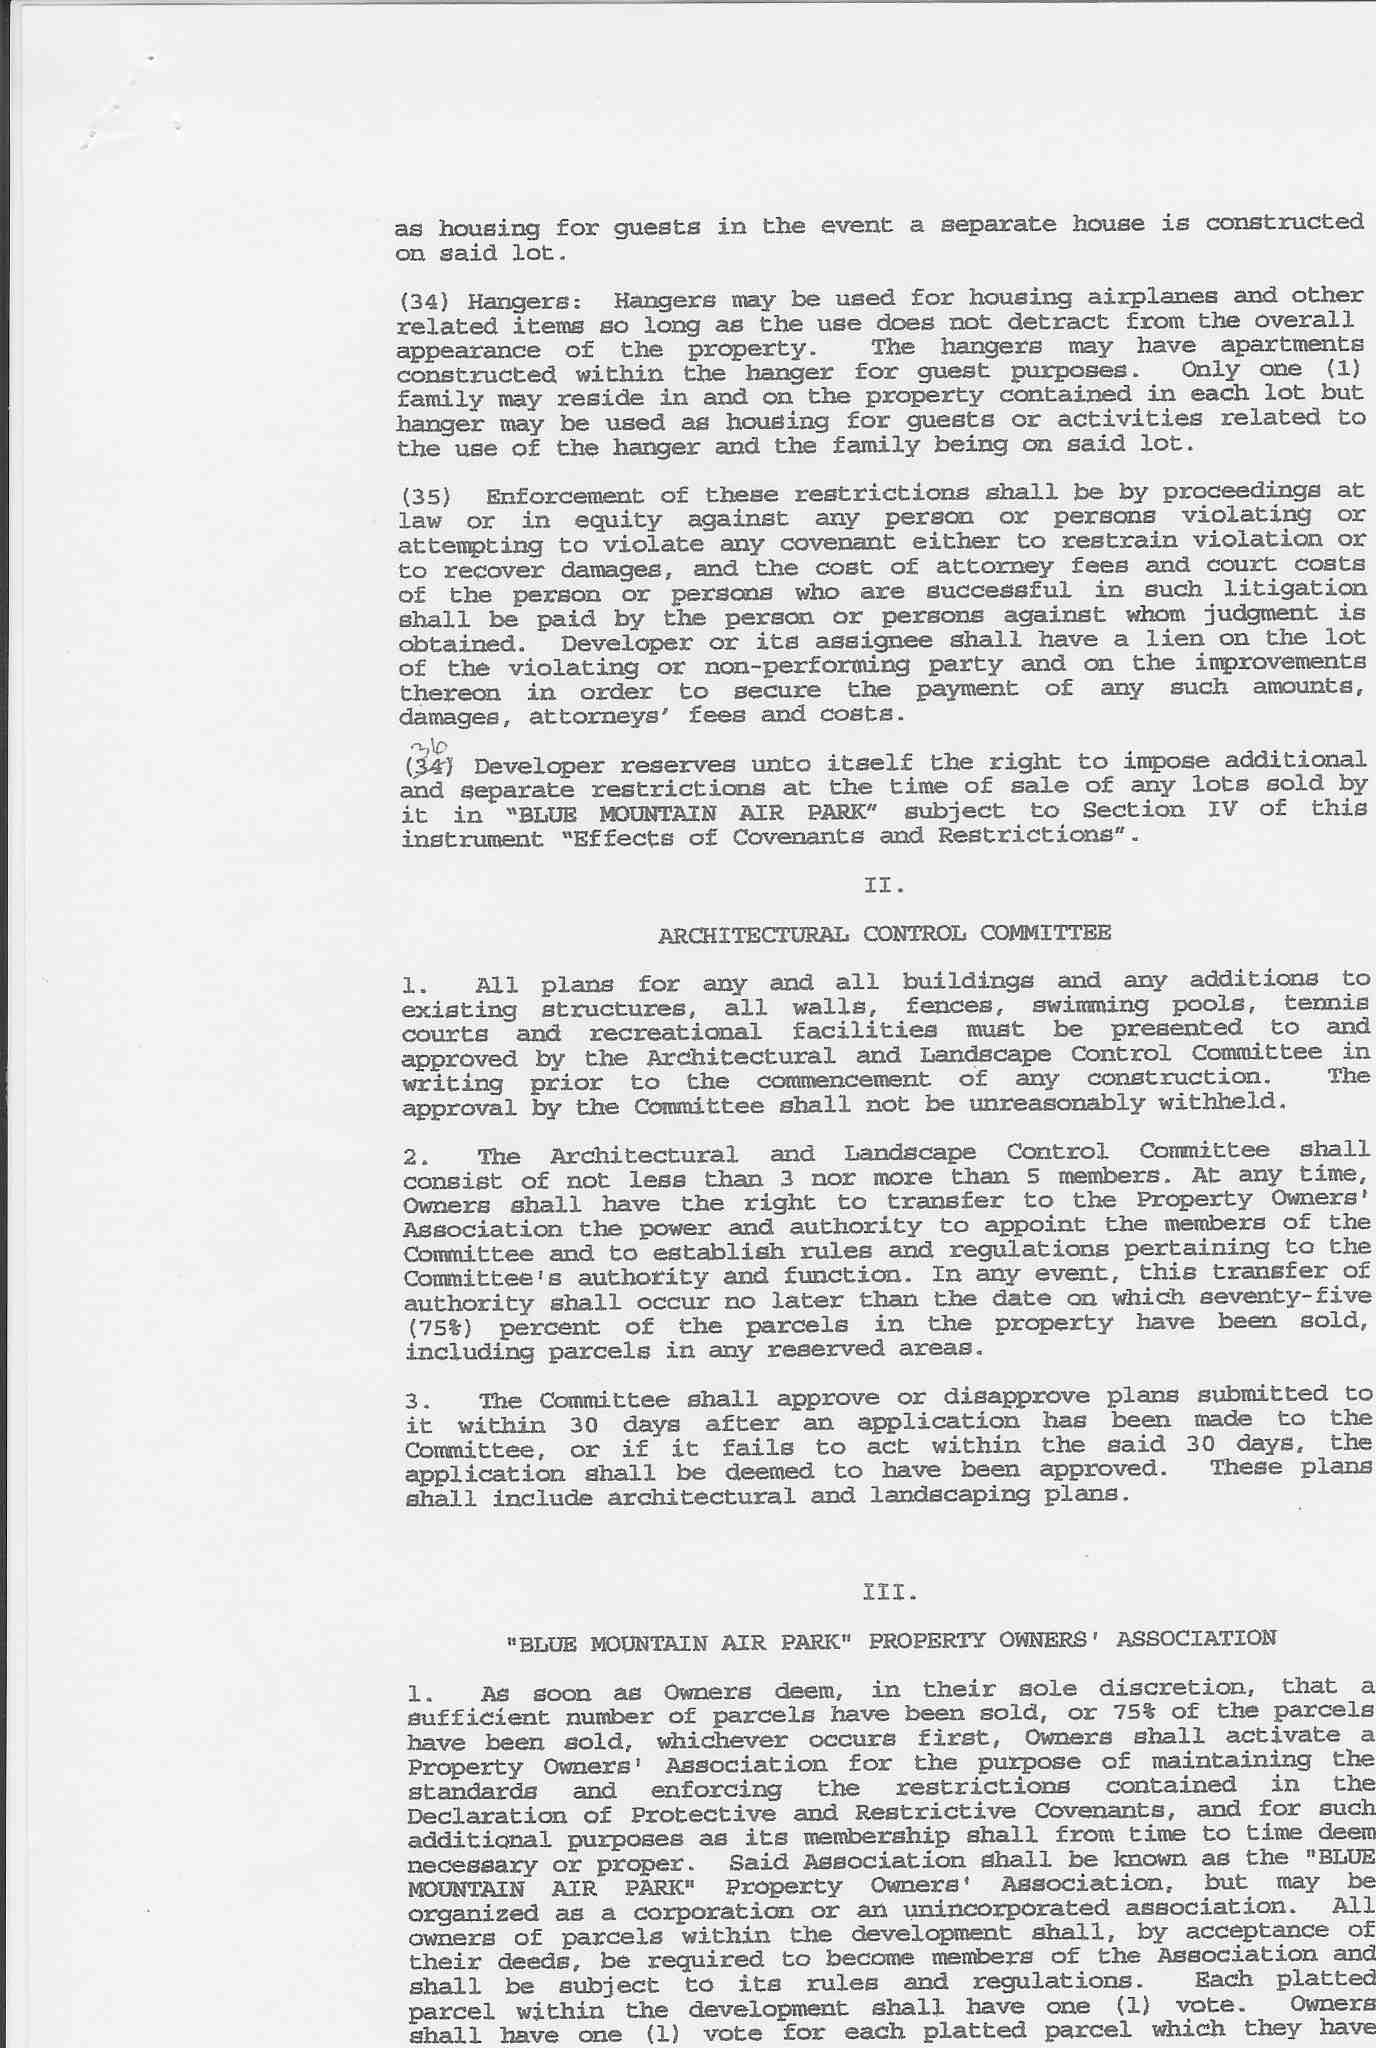 as housing for guests in the event a separate house is constructed
on said lot.
(34) Hangers: Hangers may be used for housing airplanes and other
related items so long as the use does not detract from the overall
appearance of the property. The hangers may have apartments
constructed within the hanger for guest purposes. Only one (1)
family may reside in and on the property contained in each lot but
hanger may be used as housing for guests or activities related to
the use of the hanger and the family being on said lot.
(35) Enforcement of these restrictions shall be by proceedings at
law or in equity against any person or persons violating or
attempting to violate any covenant either to restrain violation or
to recover damages, and the cost of attorney fees and court costs
of the person or persons who are successful in such litigation
shall be paid by the person or persons against whom judgment is
obtained. Developer or its assignee shall have a lien on the lot
of the violating or non-performing party and on the improvements
thereon in order to secure the payment of any such amounts,
damages, attorneys' fees and costs.
36
(34) Developer reserves unto itself the right to impose additional
and separate restrictions at the time of sale of any lots sold by
it in "BLUE MOUNTAIN AIR PARK" subject to Section IV of this
instrument "Effects of Covenants and Restrictions".
II.
ARCHITECTURAL CONTROL COMMITTEE
1. All plans for any and all buildings and any additions to
existing structures, all walls, fences, swimming pools, tennis
courts and recreational facilities must be presented to and
approved by the Architectural and Landscape Control Committee in
writing prior to the commencement of any construction. The
approval by the Committee shall not be unreasonably withheld.
2. The Architectural and Landscape Control Committee shall
consist of not less than 3 nor more than 5 members. At any time,
Owners shall have the right to transfer to the Property Owners'
Association the power and authority to appoint the members of the
Committee and to establish rules and regulations pertaining to the
Committee's authority and function. In any event, this transfer of
authority shall occur no later than the date on which seventy-five
(75%) percent of the parcels in the property have been sold,
including parcels in any reserved areas.
3. The Committee shall approve or disapprove plans submitted to
it within 30 days after an application has been made to the
Committee, or if it fails to act within the said 30 days, the
application shall be deemed to have been approved. These plans
shall include architectural and landscaping plans.
III.
"BLUE MOUNTAIN AIR PARK" PROPERTY OWNERS' ASSOCIATION
1. As soon as Owners deem, in their sole discretion, that a
sufficient number of parcels have been sold, or 75% of the parcels
have been sold, whichever occurs first, Owners shall activate a
Property Owners' Association for the purpose of maintaining the
standards and enforcing the restrictions contained in the
Declaration of Protective and Restrictive Covenants, and for such
additional purposes as its membership shall from time to time deem
necessary or proper. Said Association shall be known as the "BLUE
MOUNTAIN AIR PARK" Property Owners' Association, but may be
organized as a corporation or an unincorporated association. All
owners of parcels within the development shall, by acceptance of
their deeds, be required to become members of the Association and
shall be subject to its rules and regulations. Each platted
parcel within the development shall have one (1) vote. Owners
shall have one (1) vote for each platted parcel which they have